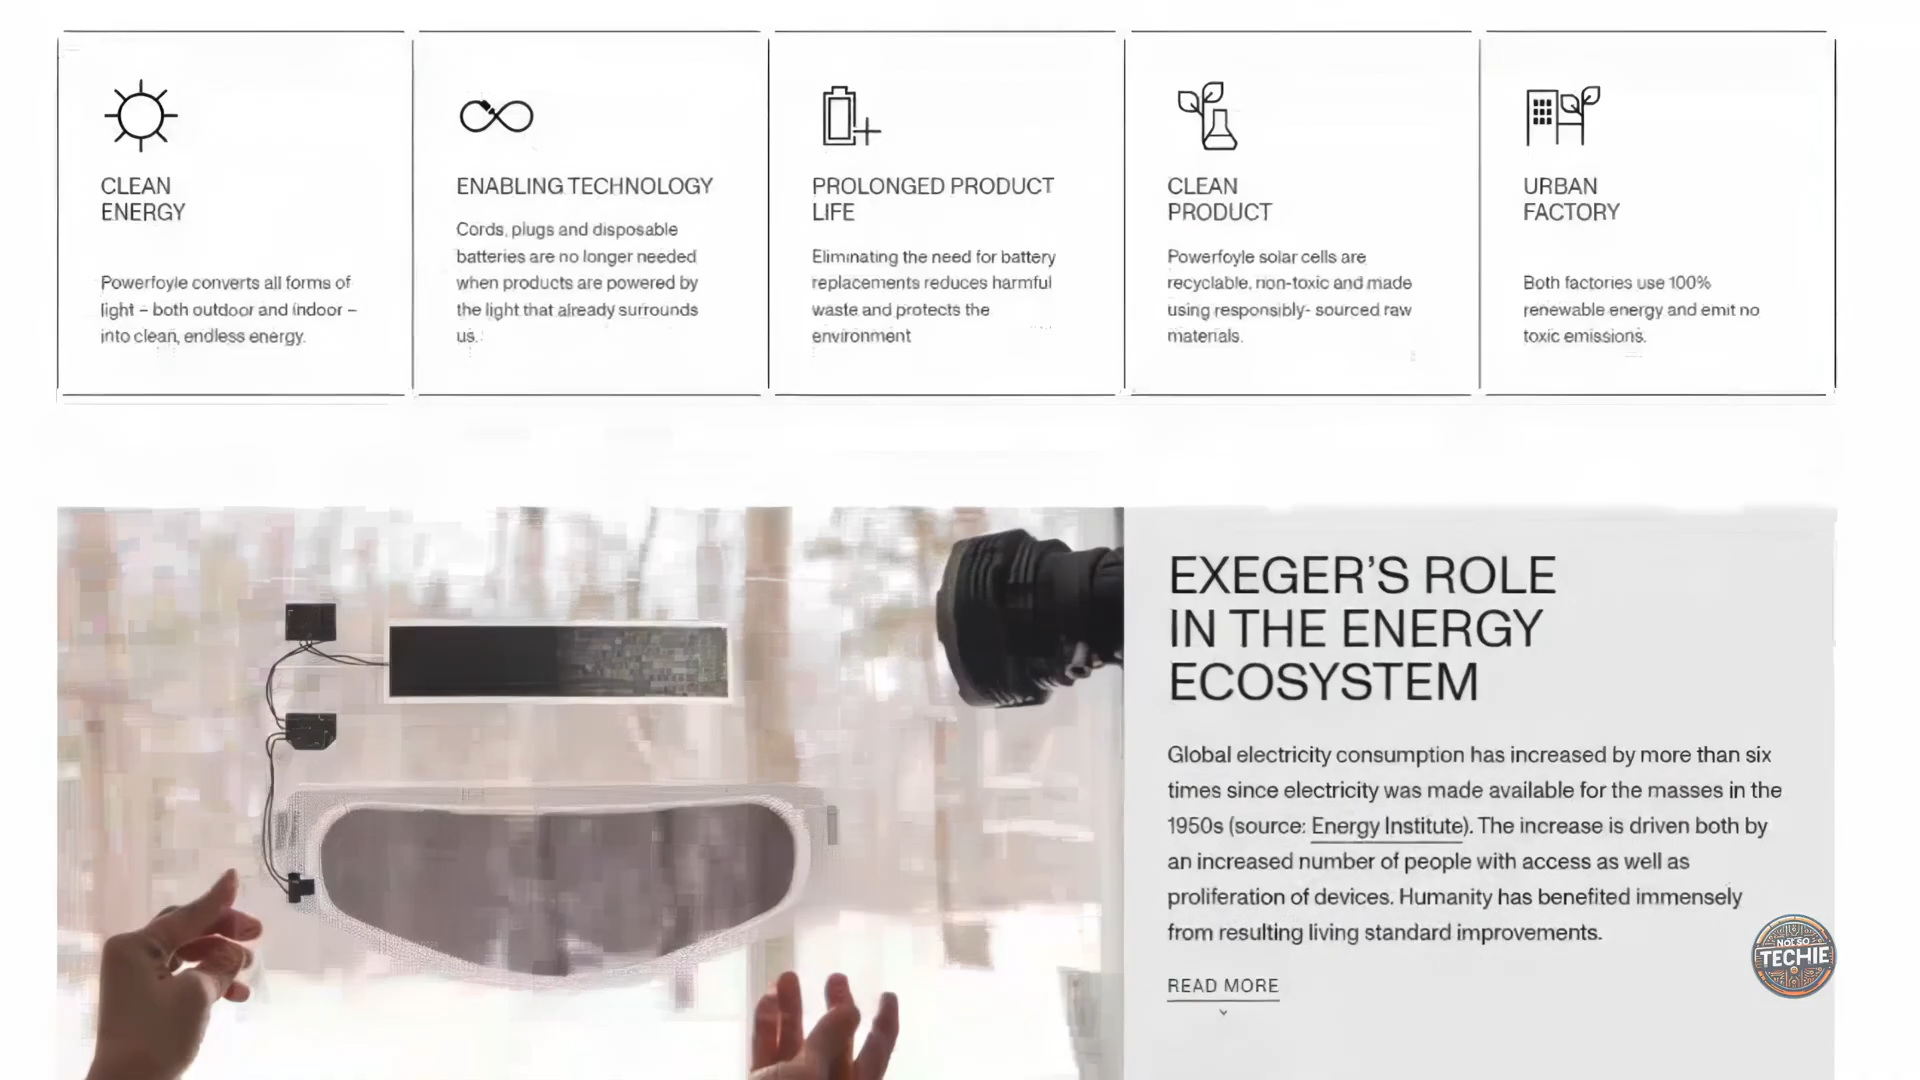 CLEAN
ENERGY
Powerfoyle converts all forms of
light – both outdoor and indoor –
into clean, endless energy.
ENABLING TECHNOLOGY
Cords, plugs and disposable
batteries are no longer needed
when products are powered by
the light that already surrounds
us.
PROLONGED PRODUCT
LIFE
Eliminating the need for battery
replacements reduces harmful
waste and protects the
environment
CLEAN
PRODUCT
Powerfoyle solar cells are
recyclable, non-toxic and made
using responsibly- sourced raw
materials.
URBAN
FACTORY
Both factories use 100%
renewable energy and emit no
toxic emissions.
EXEGER'S ROLE
IN THE ENERGY
ECOSYSTEM
Global electricity consumption has increased by more than six
times since electricity was made available for the masses in the
1950s (source: Energy Institute). The increase is driven both by
an increased number of people with access as well as
proliferation of devices. Humanity has benefited immensely
from resulting living standard improvements.
READ MORE
NOT SO
TECHIE